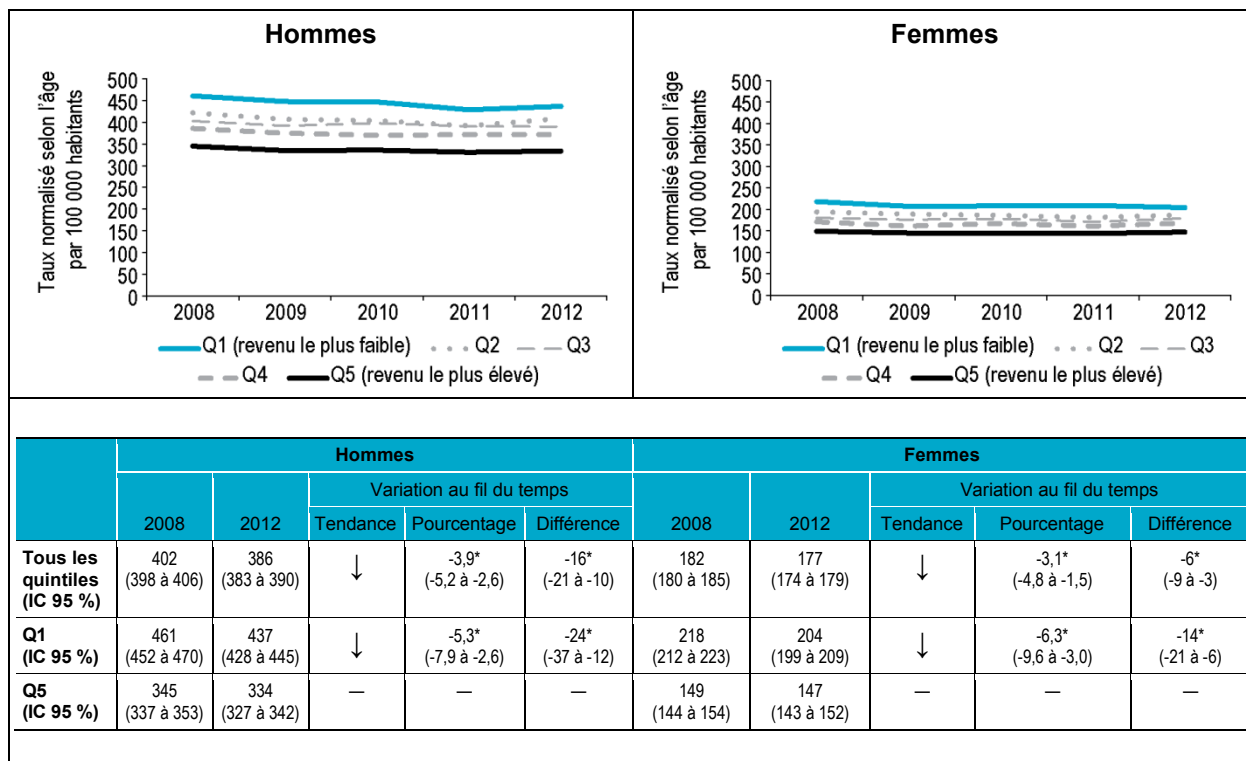 Hommes
Taux normalisé selon l'âge
par 100 000 habitants
500
450
400
350
300
250
200
150
100
50
0
2008 2009 2010 2011 2012
Q1 (revenu le plus faible) Q2 Q3
Q4 Q5 (revenu le plus élevé)
Femmes
Taux normalisé selon l'âge
par 100 000 habitants
500
450
400
350
300
250
200
150
100
50
0
2008 2009 2010 2011 2012
Q1 (revenu le plus faible) Q2 Q3
Q4 Q5 (revenu le plus élevé)
Hommes Femmes
Variation au fil du temps Variation au fil du temps
2008 2012 Tendance Pourcentage Différence 2008 2012 Tendance Pourcentage Différence
Tous les 402 386 ↓ -3,9* -16* 182 177 ↓ -3,1* -6*
quintiles (398 à 406) (383 à 390) (-5,2 à -2,6) (-21 à -10) (180 à 185) (174 à 179) (-4,8 à -1,5) (-9 à -3)
(IC 95 %)
Q1 461 437 ↓ -5,3* -24* 218 204 ↓ -6,3* -14*
(IC 95 %) (452 à 470) (428 à 445) (-7,9 à -2,6) (-37 à -12) (212 à 223) (199 à 209) (-9,6 à -3,0) (-21 à -6)
Q5 345 334 — — — 149 147 — — —
(IC 95 %) (337 à 353) (327 à 342) (144 à 154) (143 à 152)